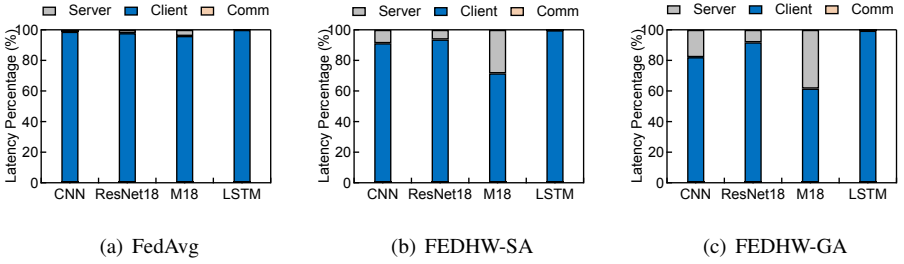 Server Client Comm
Latency Percentage (%)
100
80
60
40
20
0
CNN ResNet18 M18 LSTM
(a) FedAvg
Server Client Comm
Latency Percentage (%)
100
80
60
40
20
0
CNN ResNet18 M18 LSTM
(b) FEDHW-SA
Server Client Comm
Latency Percentage (%)
100
80
60
40
20
0
CNN ResNet18 M18 LSTM
(c) FEDHW-GA